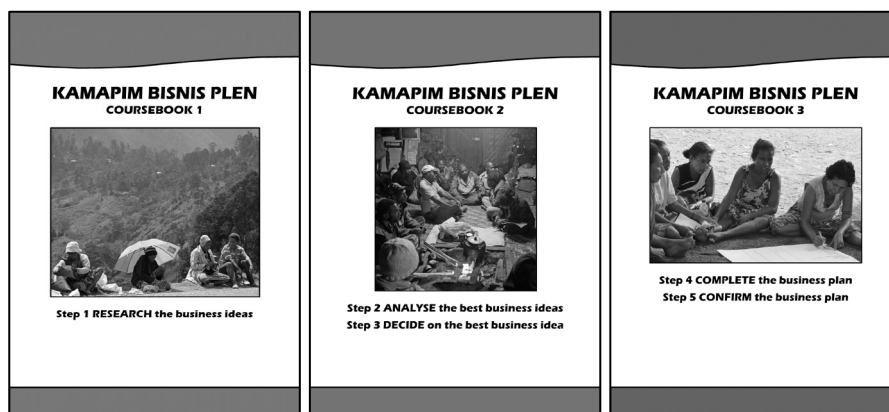 KAMAPIM BISNIS PLEN
COURSEBOOK 1
Step 1 RESEARCH the business ideas
KAMAPIM BISNIS PLEN
COURSEBOOK 2
Step 2 ANALYSE the best business ideas
Step 3 DECIDE on the best business idea
KAMAPIM BISNIS PLEN
COURSEBOOK 3
Step 4 COMPLETE the business plan
Step 5 CONFIRM the business plan